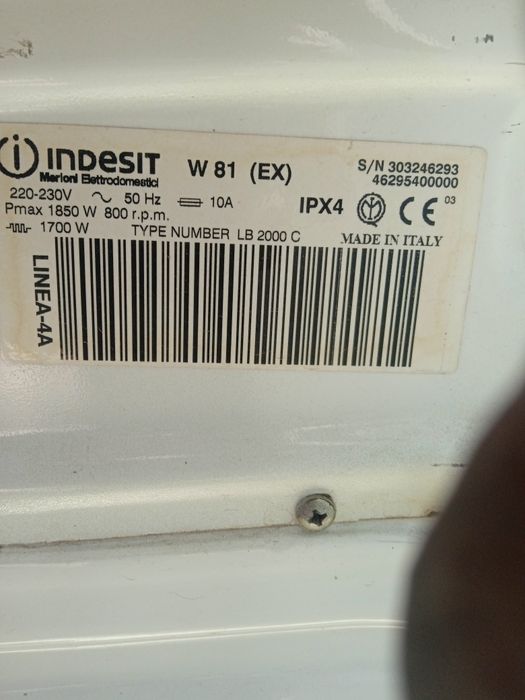 INDESIT W 81 (EX) S/N 303246293
Merloni Elettrodomestici 46295400000
220-230V ~ 50 Hz 10A IPX4 CE 03
Pmax 1850 W 800 r.p.m.
1700 W TYPE NUMBER LB 2000 C MADE IN ITALY
LINEA-4A